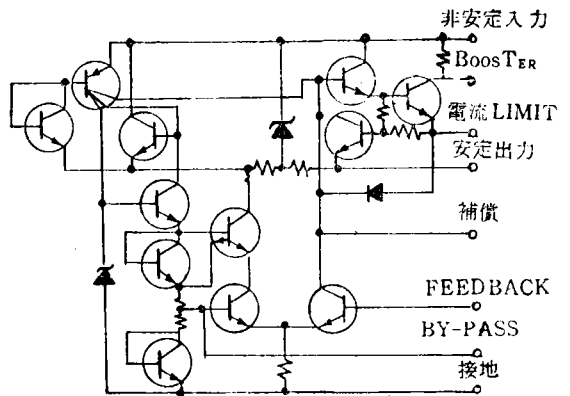 非安定入力
BOOSTER
電流LIMIT
安定出力
補償
FEEDBACK
BY-PASS
接地